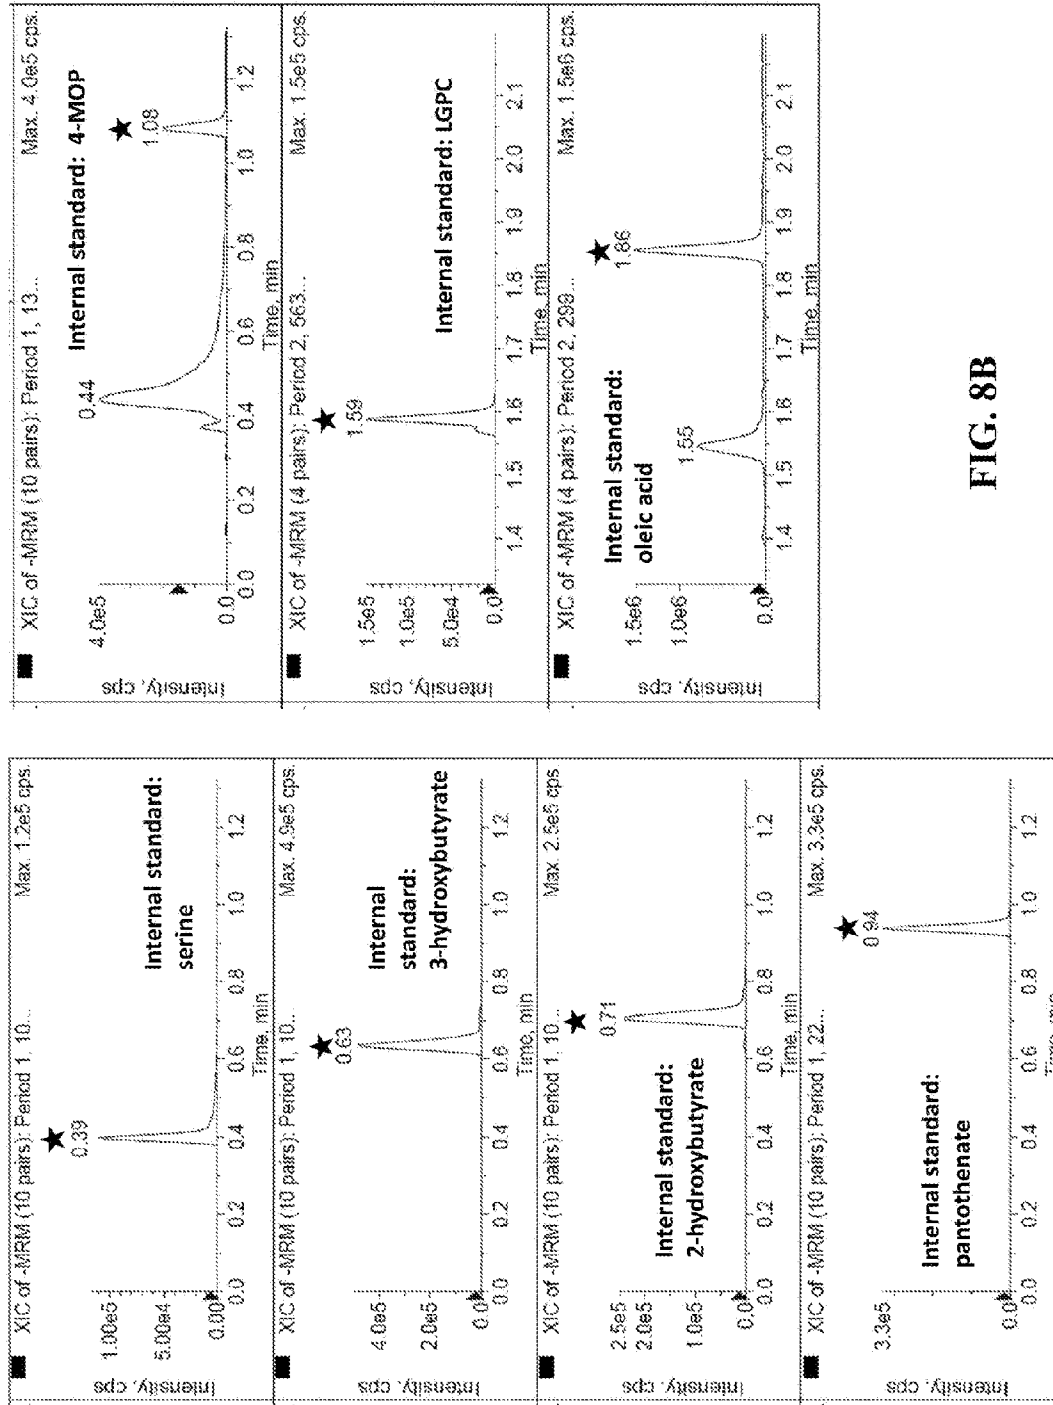 XIC of -MRM (10 pairs): Period 1, 10... Max. 1.2e5 cps.
Intensity, cps
1.00e5
5.00e4
0.00
0.39
Internal standard:
serine
0.0 0.2 0.4 0.6 0.8 1.0 1.2
Time, min
XIC of -MRM (10 pairs): Period 1, 10... Max. 4.9e5 cps.
Intensity, cps
4.0e5
2.0e5
0.0
0.63
Internal
standard:
3-hydroxybutyrate
0.0 0.2 0.4 0.6 0.8 1.0 1.2
Time, min
XIC of -MRM (10 pairs): Period 1, 10... Max. 2.5e5 cps.
Intensity, cps
2.5e5
2.0e5
1.0e5
0.0
0.71
Internal standard:
2-hydroxybutyrate
0.0 0.2 0.4 0.6 0.8 1.0 1.2
Time, min
XIC of -MRM (10 pairs): Period 1, 22... Max. 3.3e5 cps.
Intensity, cps
3.3e5
0.0
0.94
Internal standard:
pantothenate
0.0 0.2 0.4 0.6 0.8 1.0 1.2
XIC of -MRM (10 pairs): Period 1, 13... Max. 4.0e5 cps.
Intensity, cps
4.0e5
0.0
0.44
Internal standard: 4-MOP
1.08
0.0 0.2 0.4 0.6 0.8 1.0 1.2
Time, min
XIC of -MRM (4 pairs): Period 2, 563... Max. 1.5e5 cps.
Intensity, cps
1.5e5
1.0e5
5.0e4
0.0
1.59
Internal standard: LGPC
1.4 1.5 1.6 1.7 1.8 1.9 2.0 2.1
Time, min
XIC of -MRM (4 pairs): Period 2, 299... Max. 1.5e6 cps.
Intensity, cps
1.5e6
1.0e6
0.0
Internal standard:
oleic acid
1.55
1.86
1.4 1.5 1.6 1.7 1.8 1.9 2.0 2.1
Time, min
FIG. 8B